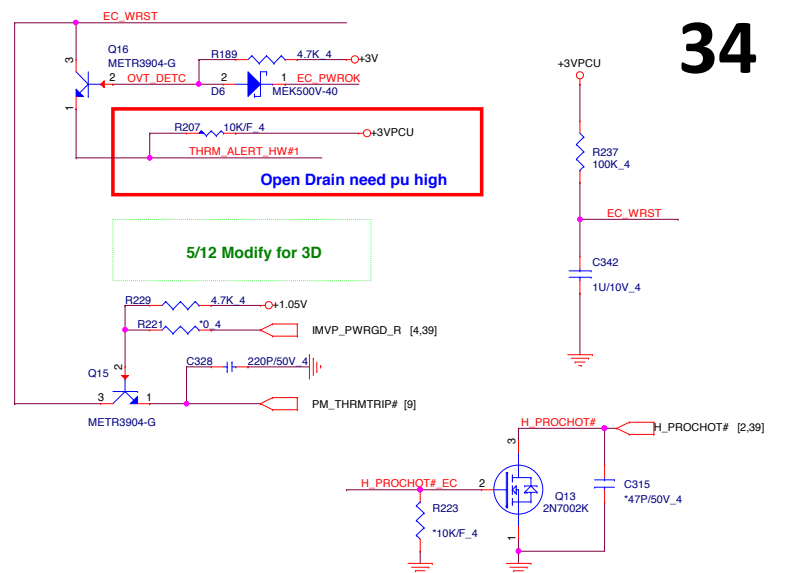 EC_WRST
34
3
Q16
METR3904-G
R189
4.7K_4
+3V
2
OVT_DETC
2
1
EC_PWROK
D6
MEK500V-40
1
+3VPCU
R207
10K/F_4
+3VPCU
THRM_ALERT_HW#1
Open Drain need pu high
R237
100K_4
EC_WRST
5/12 Modify for 3D
C342
1U/10V_4
R229
4.7K_4
+1.05V
R221
*0_4
IMVP_PWRGD_R [4,39]
Q15
2
C328
220P/50V_4
3
1
PM_THRMTRIP# [9]
METR3904-G
H_PROCHOT#
H_PROCHOT# [2,39]
3
H_PROCHOT#_EC
2
Q13
2N7002K
C315
*47P/50V_4
R223
*10K/F_4
1